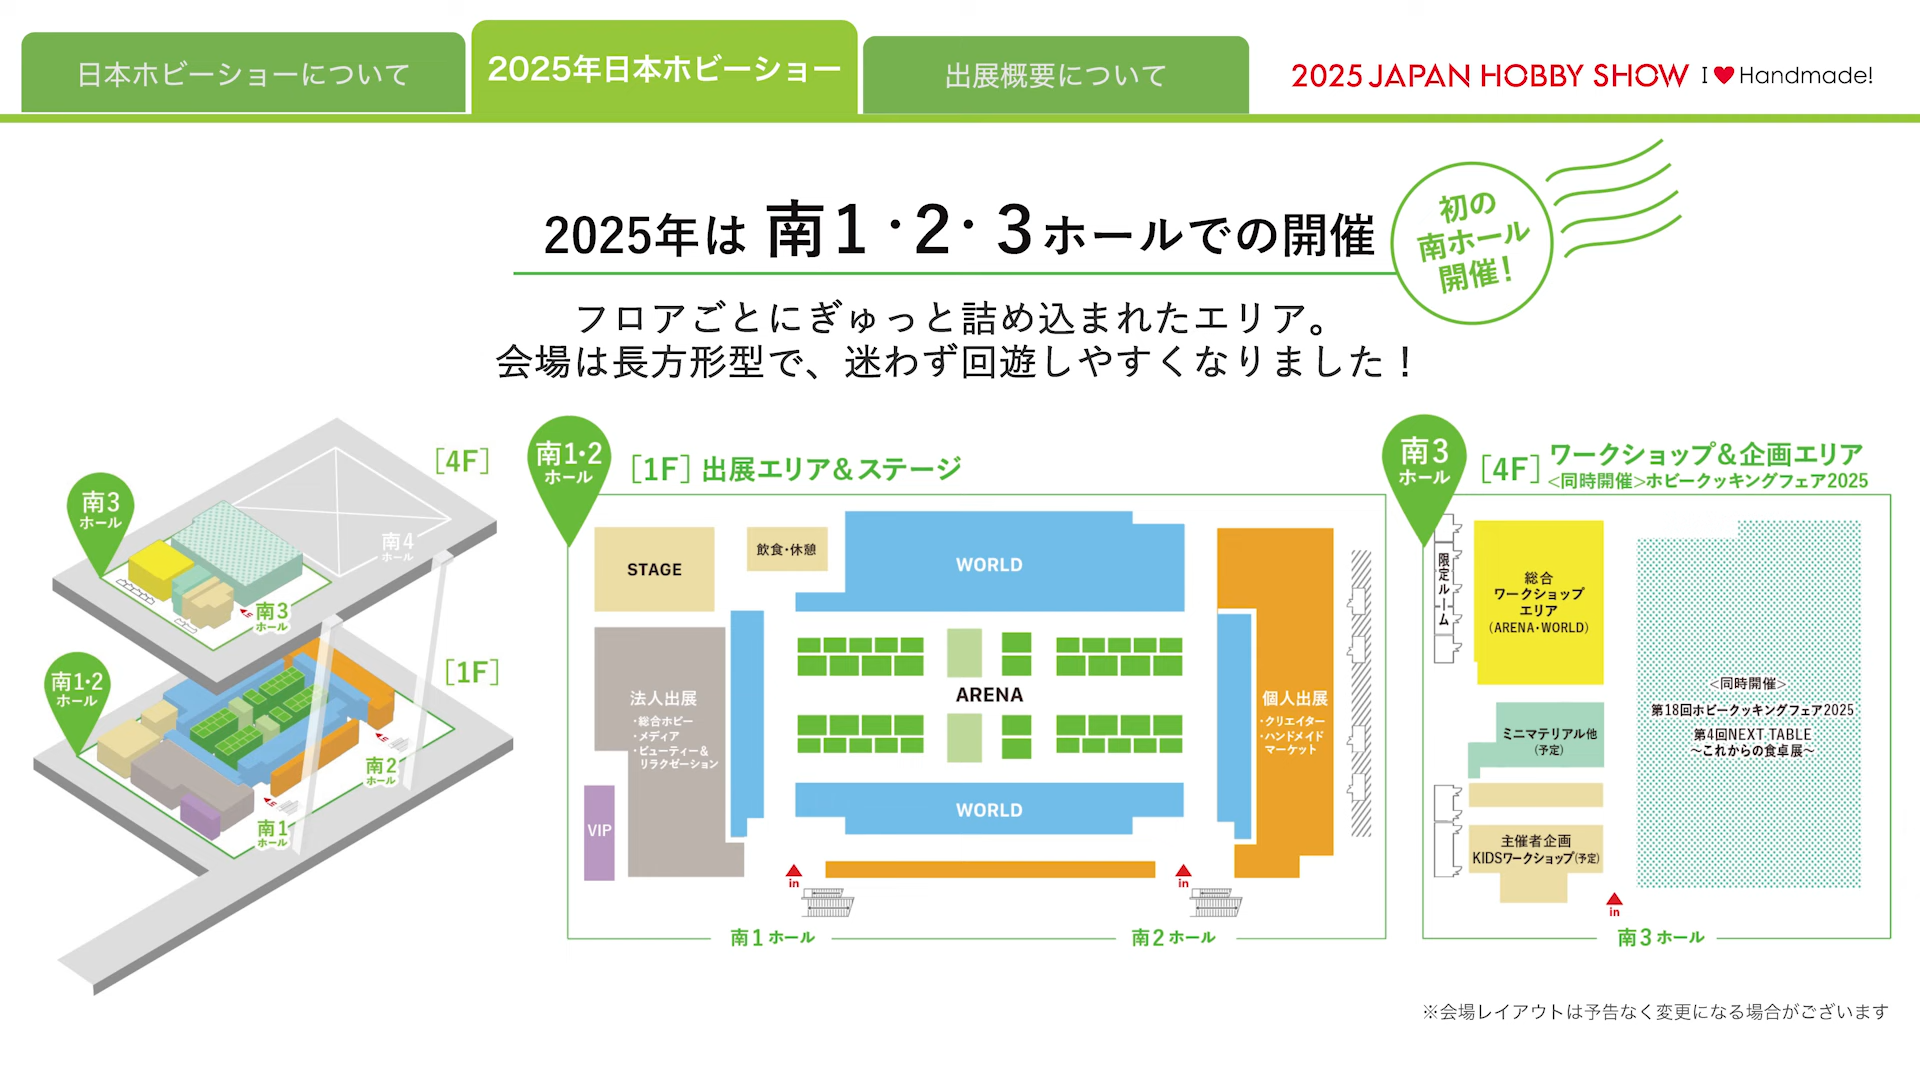 日本ホビーショーについて
2025年日本ホビーショー
出展概要について
2025 JAPAN HOBBY SHOW I ♥ Handmade!
2025年は 南1・2・3ホールでの開催
初の
南ホール
開催！
フロアごとにぎゅっと詰め込まれたエリア。
会場は長方形型で、迷わず回遊しやすくなりました！
［4F］
南3
ホール
南4
ホール
南3
ホール
［1F］
南1・2
ホール
南2
ホール
南1
ホール
南1・2
ホール
［1F］出展エリア＆ステージ
STAGE
飲食・休憩
WORLD
法人出展
・総合ホビー
・メディア
・ビューティー＆
リラクゼーション
VIP
ARENA
WORLD
個人出展
・クリエイター
・ハンドメイド
マーケット
in
in
南1ホール
南2ホール
南3
ホール
［4F］ワークショップ＆企画エリア
<同時開催>ホビークッキングフェア2025
限定ルーム
総合
ワークショップ
エリア
（ARENA・WORLD）
ミニマテリアル他
（予定）
主催者企画
KIDSワークショップ（予定）
<同時開催>
第18回ホビークッキングフェア2025
第4回NEXT TABLE
～これからの食卓展～
in
南3ホール
※会場レイアウトは予告なく変更になる場合がございます